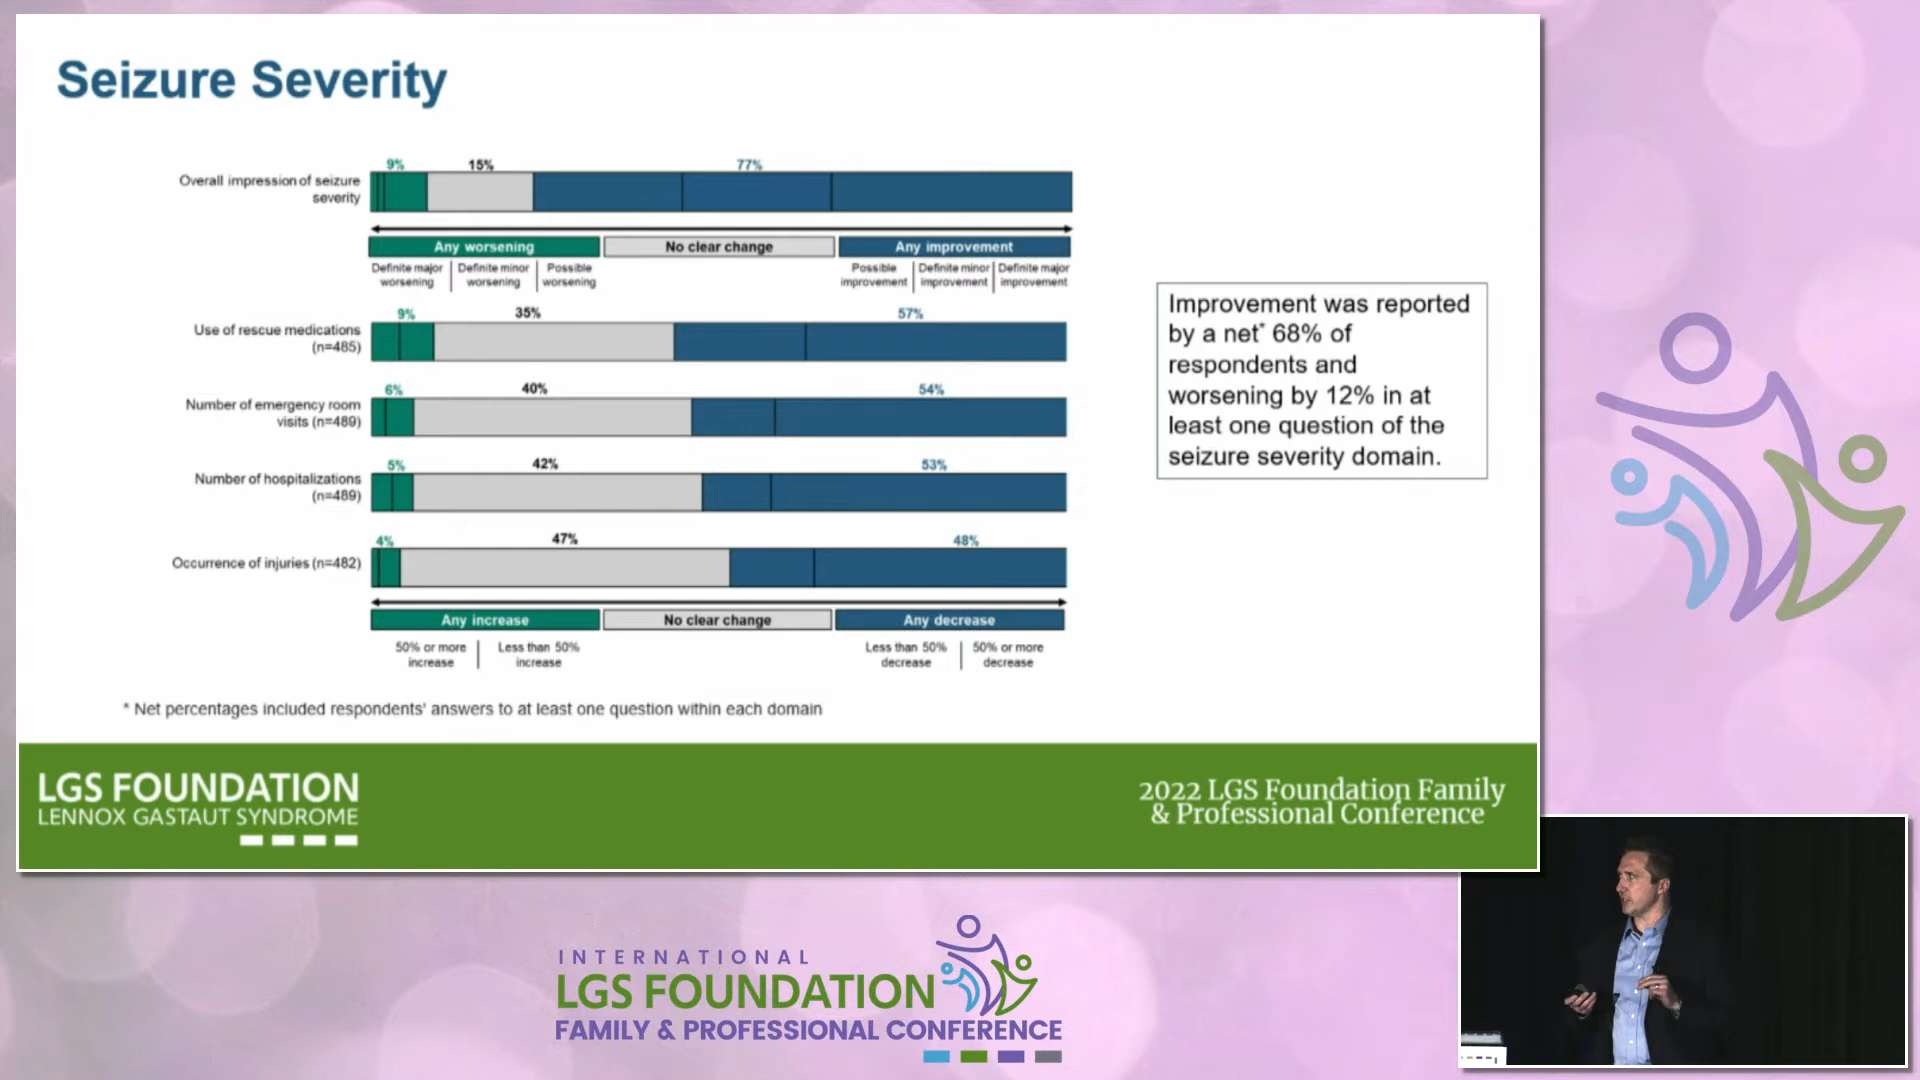 Seizure Severity
9% 15% 77%
Overall impression of seizure
severity
Any worsening No clear change Any improvement
Definite major Definite minor Possible Possible Definite minor Definite major
worsening worsening worsening improvement improvement improvement
9% 35% 57%
Use of rescue medications
(n=485)
6% 40% 54%
Number of emergency room
visits (n=489)
5% 42% 53%
Number of hospitalizations
(n=489)
4% 47% 48%
Occurrence of injuries (n=482)
Any increase No clear change Any decrease
50% or more Less than 50% Less than 50% 50% or more
increase increase decrease decrease
Improvement was reported
by a net* 68% of
respondents and
worsening by 12% in at
least one question of the
seizure severity domain.
* Net percentages included respondents' answers to at least one question within each domain
LGS FOUNDATION
LENNOX GASTAUT SYNDROME
2022 LGS Foundation Family
& Professional Conference
INTERNATIONAL
LGS FOUNDATION
FAMILY & PROFESSIONAL CONFERENCE